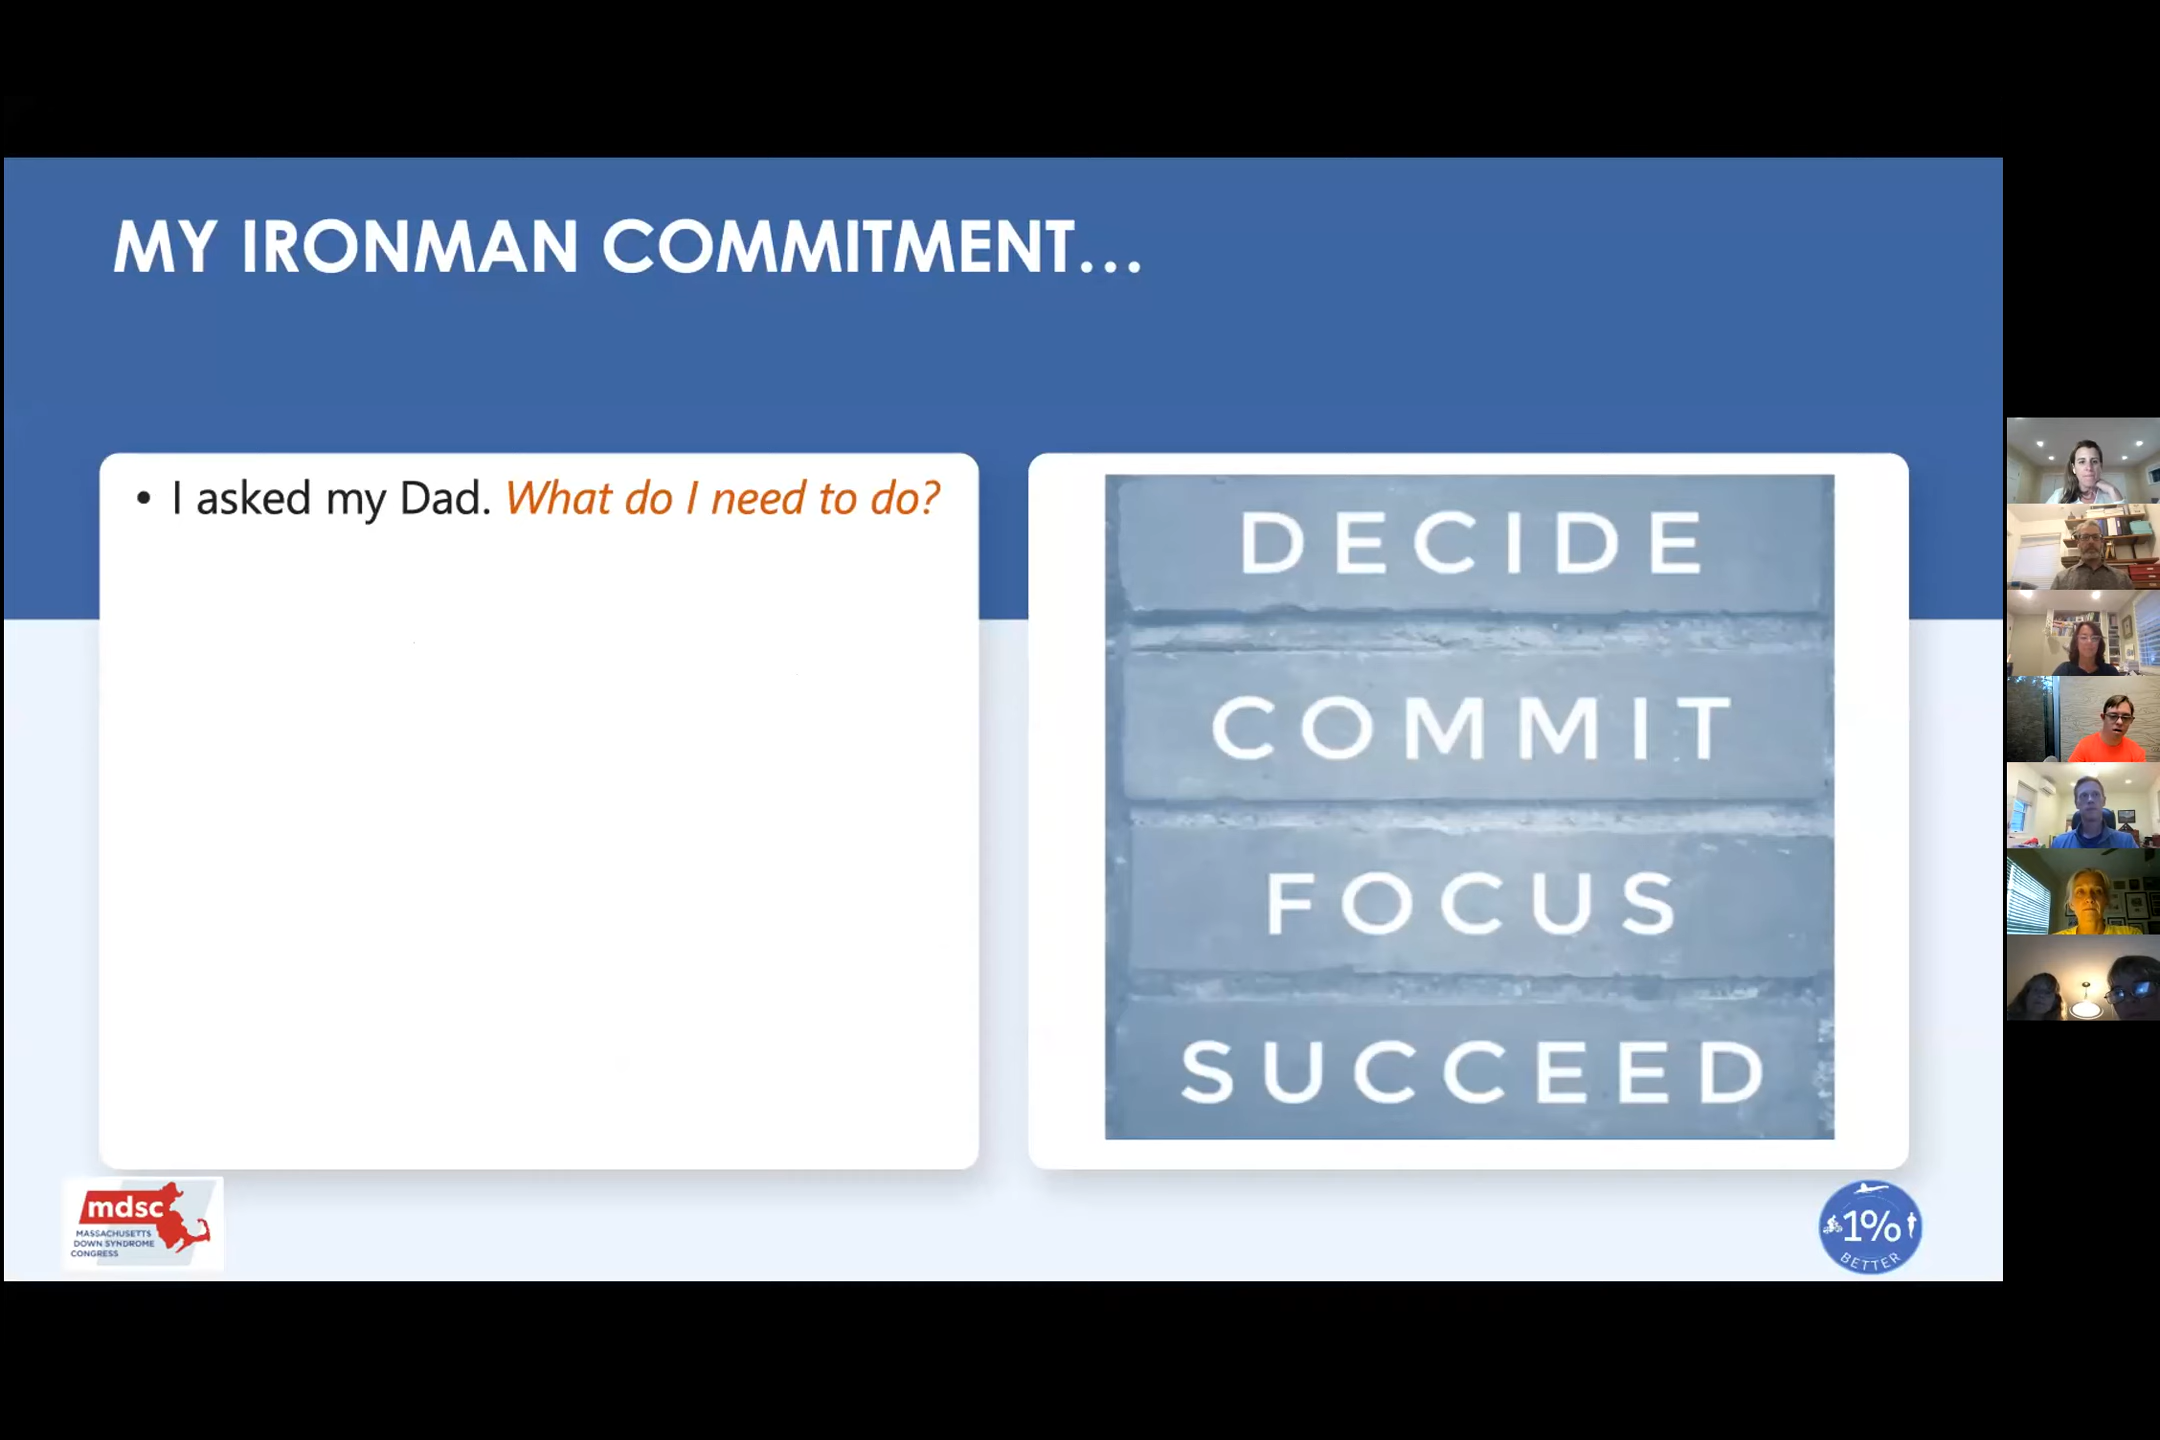 MY IRONMAN COMMITMENT...
• I asked my Dad. What do I need to do?
DECIDE
COMMIT
FOCUS
SUCCEED
mdsc
MASSACHUSETTS
DOWN SYNDROME
CONGRESS
1%
BETTER